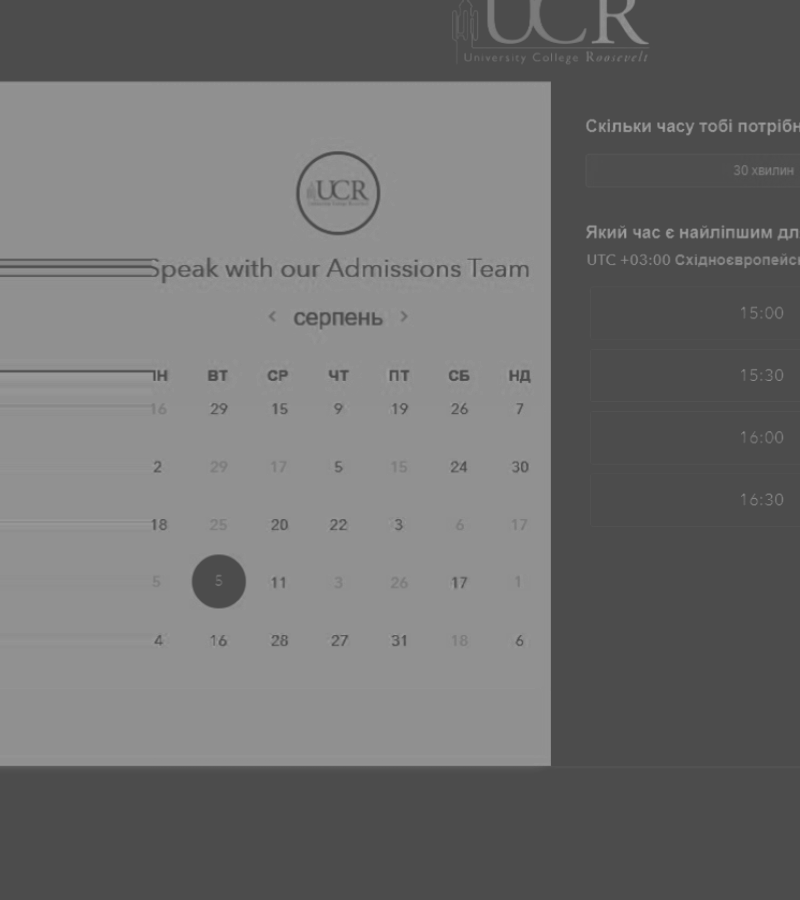 UCR
University College Roosevelt
UCR
Speak with our Admissions Team
‹ серпень ›
ПН ВТ СР ЧТ ПТ СБ НД
16 29 15 9 19 26 7
2 29 17 5 15 24 30
18 25 20 22 3 6 17
5 5 11 3 26 17 1
4 16 28 27 31 18 6
Скільки часу тобі потрібн
30 хвилин
Який час є найліпшим дл
UTC +03:00 Східноєвропейсь
15:00
15:30
16:00
16:30